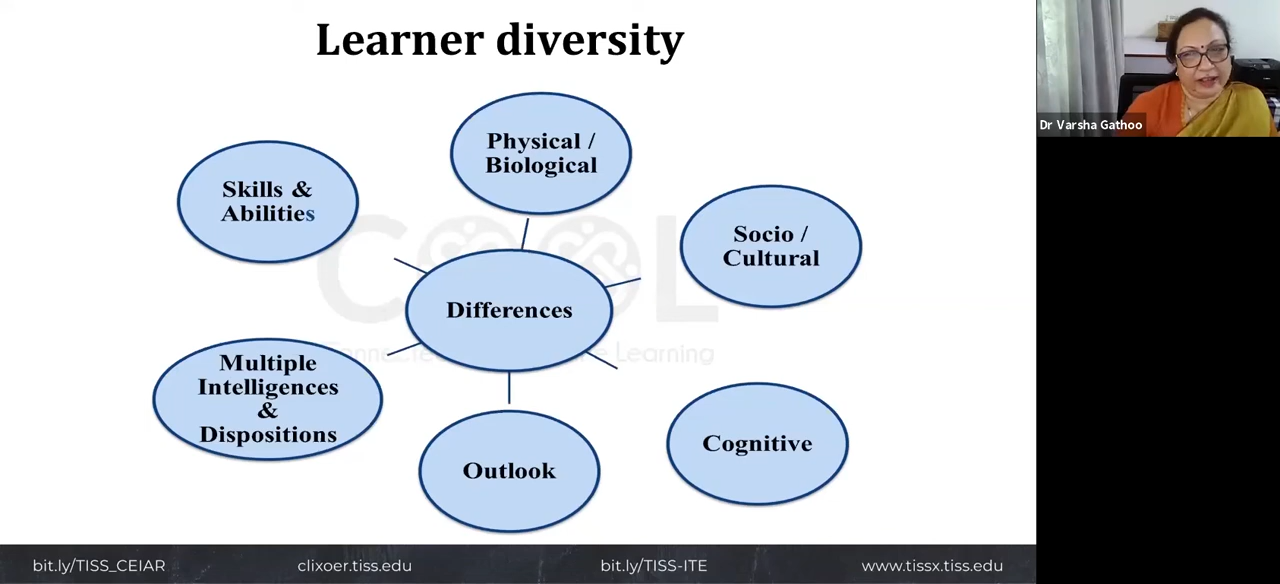 Learner diversity
Physical /
Biological
Skills &
Abilities
Socio /
Cultural
Differences
Multiple
Intelligences
&
Dispositions
Outlook
Cognitive
Learning
Dr Varsha Gathoo
bit.ly/TISS_CEIAR
clixoer.tiss.edu
bit.ly/TISS-ITE
www.tissx.tiss.edu